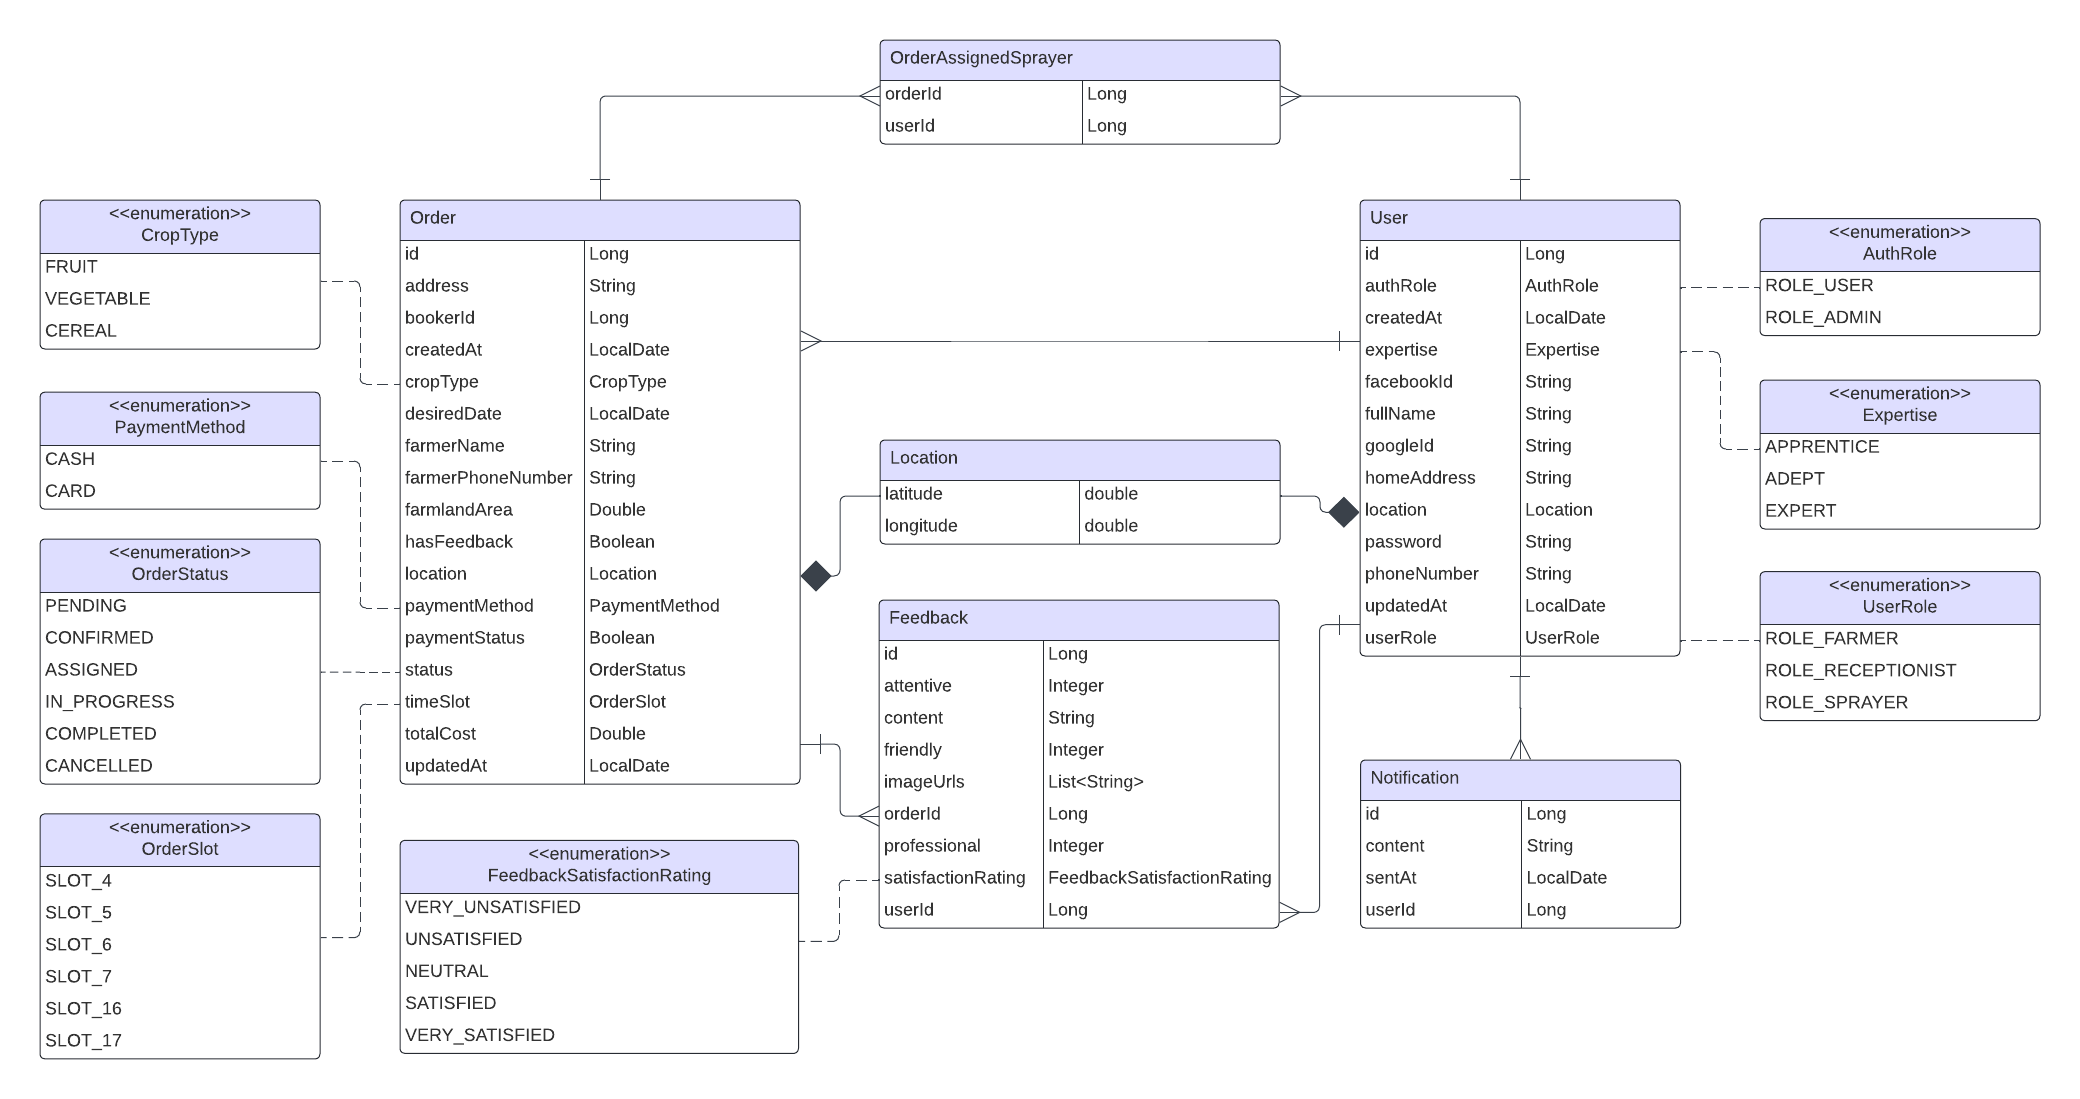 OrderAssignedSprayer
orderId Long
userId Long
<<enumeration>>
CropType
FRUIT
VEGETABLE
CEREAL
<<enumeration>>
PaymentMethod
CASH
CARD
<<enumeration>>
OrderStatus
PENDING
CONFIRMED
ASSIGNED
IN_PROGRESS
COMPLETED
CANCELLED
<<enumeration>>
OrderSlot
SLOT_4
SLOT_5
SLOT_6
SLOT_7
SLOT_16
SLOT_17
Order
id Long
address String
bookerId Long
createdAt LocalDate
cropType CropType
desiredDate LocalDate
farmerName String
farmerPhoneNumber String
farmlandArea Double
hasFeedback Boolean
location Location
paymentMethod PaymentMethod
paymentStatus Boolean
status OrderStatus
timeSlot OrderSlot
totalCost Double
updatedAt LocalDate
<<enumeration>>
FeedbackSatisfactionRating
VERY_UNSATISFIED
UNSATISFIED
NEUTRAL
SATISFIED
VERY_SATISFIED
Location
latitude double
longitude double
Feedback
id Long
attentive Integer
content String
friendly Integer
imageUrls List<String>
orderId Long
professional Integer
satisfactionRating FeedbackSatisfactionRating
userId Long
User
id Long
authRole AuthRole
createdAt LocalDate
expertise Expertise
facebookId String
fullName String
googleId String
homeAddress String
location Location
password String
phoneNumber String
updatedAt LocalDate
userRole UserRole
Notification
id Long
content String
sentAt LocalDate
userId Long
<<enumeration>>
AuthRole
ROLE_USER
ROLE_ADMIN
<<enumeration>>
Expertise
APPRENTICE
ADEPT
EXPERT
<<enumeration>>
UserRole
ROLE_FARMER
ROLE_RECEPTIONIST
ROLE_SPRAYER